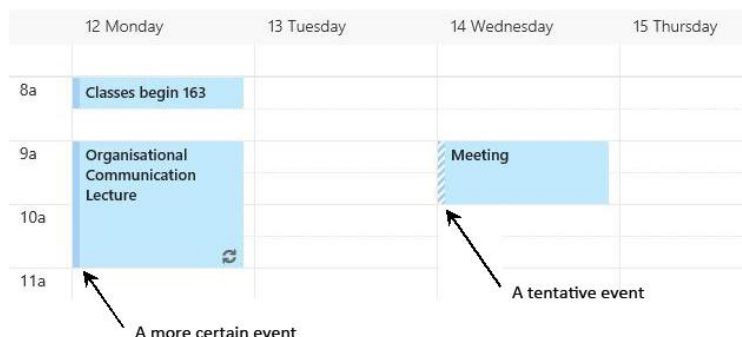 12 Monday
13 Tuesday
14 Wednesday
15 Thursday
8a
Classes begin 163
9a
Organisational
Communication
Lecture
Meeting
10a
11a
A tentative event
A more certain event